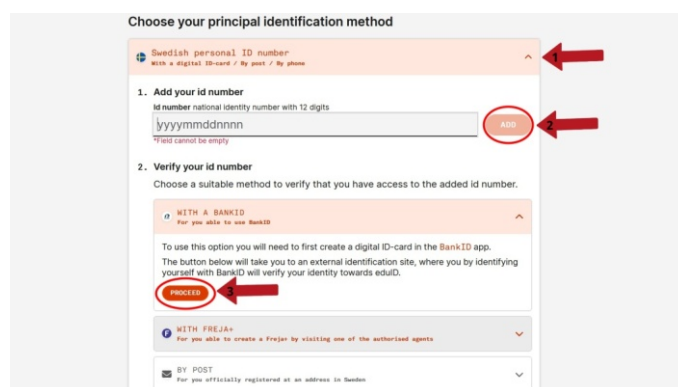 Choose your principal identification method
Swedish personal ID number
With a digital ID-card / By post / By phone
1
1. Add your id number
Id number national identity number with 12 digits
yyyymmddnnnn
ADD
2
*Field cannot be empty
2. Verify your id number
Choose a suitable method to verify that you have access to the added id number.
WITH A BANKID
For you able to use BankID
To use this option you will need to first create a digital ID-card in the BankID app.
The button below will take you to an external identification site, where you by identifying
yourself with BankID will verify your identity towards eduID.
PROCEED
3
WITH FREJA+
For you able to create a Freja+ by visiting one of the authorised agents
BY POST
For you officially registered at an address in Sweden